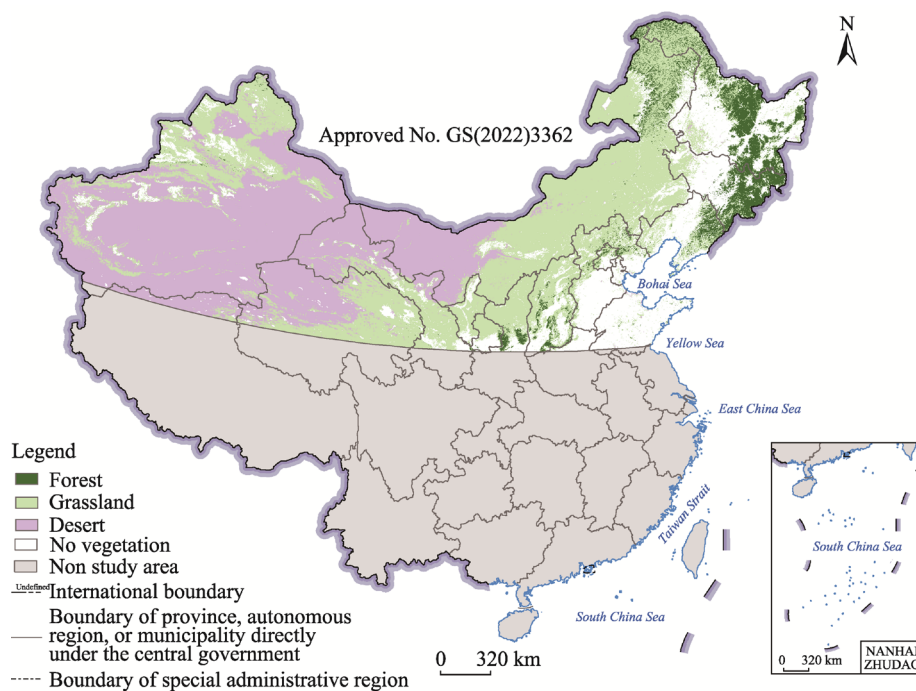 N
Approved No. GS(2022)3362
Bohai Sea
Yellow Sea
East China Sea
Taiwan Strait
South China Sea
Legend
Forest
Grassland
Desert
No vegetation
Non study area
Undefined International boundary
Boundary of province, autonomous
region, or municipality directly
under the central government
Boundary of special administrative region
0 320 km
South China Sea
0 320 km
NANHAI
ZHUDAO